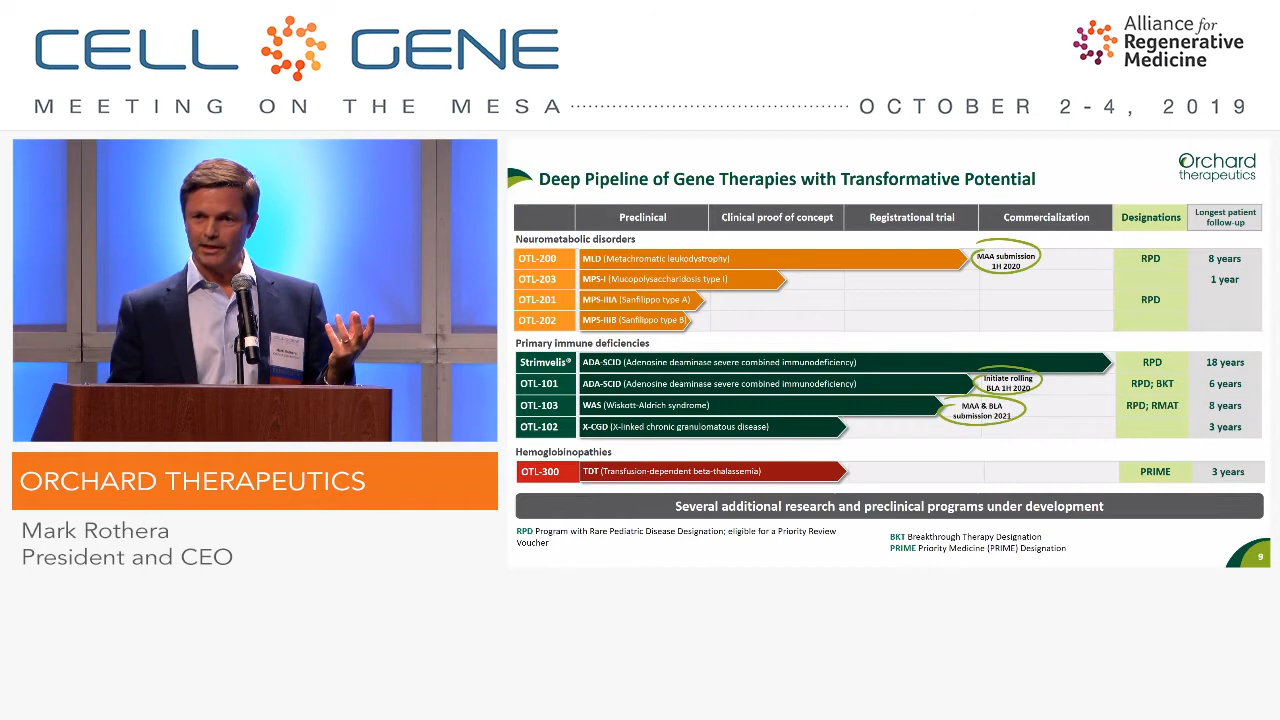 CELL GENE
Alliance for
Regenerative
Medicine
MEETING ON THE MESA OCTOBER 2-4, 2019
Orchard
therapeutics
Deep Pipeline of Gene Therapies with Transformative Potential
Preclinical Clinical proof of concept Registrational trial Commercialization Designations Longest patient
follow-up
Neurometabolic disorders
OTL-200 MLD (Metachromatic leukodystrophy) MAA submission
1H 2020 RPD 8 years
OTL-203 MPS-I (Mucopolysaccharidosis type I) 1 year
OTL-201 MPS-IIIA (Sanfilippo type A) RPD
OTL-202 MPS-IIIB (Sanfilippo type B)
Primary immune deficiencies
Strimvelis® ADA-SCID (Adenosine deaminase severe combined immunodeficiency) RPD 18 years
OTL-101 ADA-SCID (Adenosine deaminase severe combined immunodeficiency) Initiate rolling
BLA 1H 2020 RPD; BKT 6 years
OTL-103 WAS (Wiskott-Aldrich syndrome) MAA & BLA
submission 2021 RPD; RMAT 8 years
OTL-102 X-CGD (X-linked chronic granulomatous disease) 3 years
Hemoglobinopathies
OTL-300 TDT (Transfusion-dependent beta-thalassemia) PRIME 3 years
Several additional research and preclinical programs under development
RPD Program with Rare Pediatric Disease Designation; eligible for a Priority Review
Voucher
BKT Breakthrough Therapy Designation
PRIME Priority Medicine (PRIME) Designation
9
Mark Rothera
ORCHARD THERAPEUTICS
Mark Rothera
President and CEO